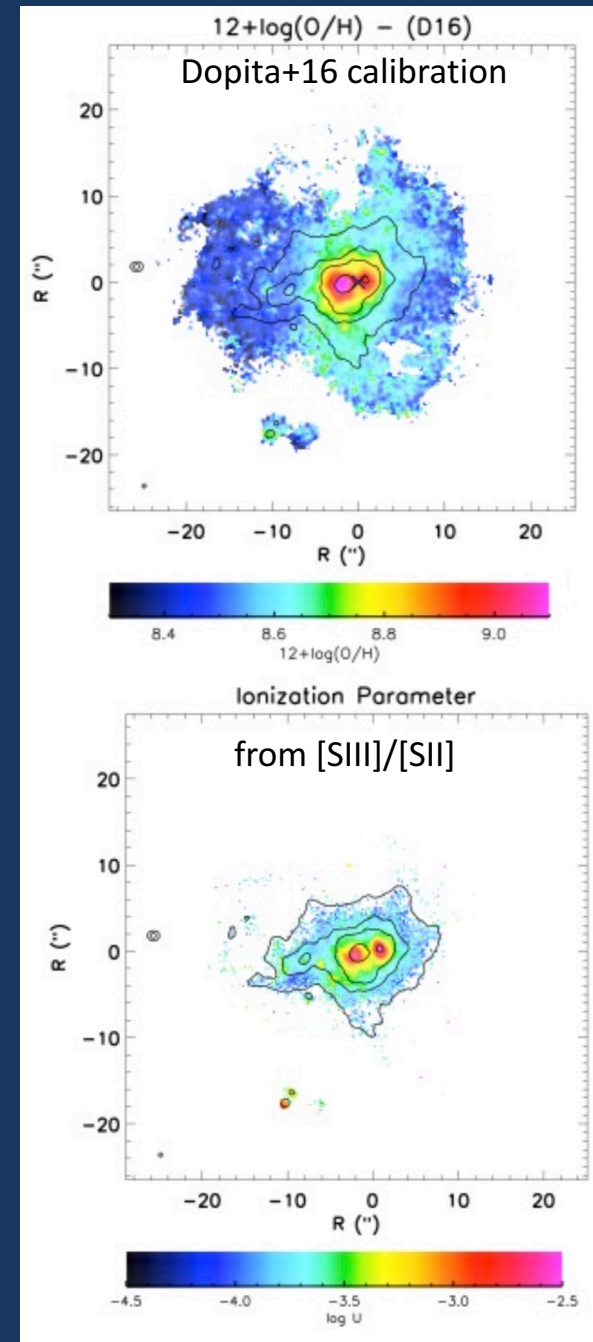 12+log(O/H) − (D16)
Dopita+16 calibration
20
10
0
−10
−20
R (")
−20 −10 0 10 20
R (")
8.4 8.6 8.8 9.0
12+log(O/H)
Ionization Parameter
from [SIII]/[SII]
20
10
0
−10
−20
R (")
−20 −10 0 10 20
R (")
−4.5 −4.0 −3.5 −3.0 −2.5
log U